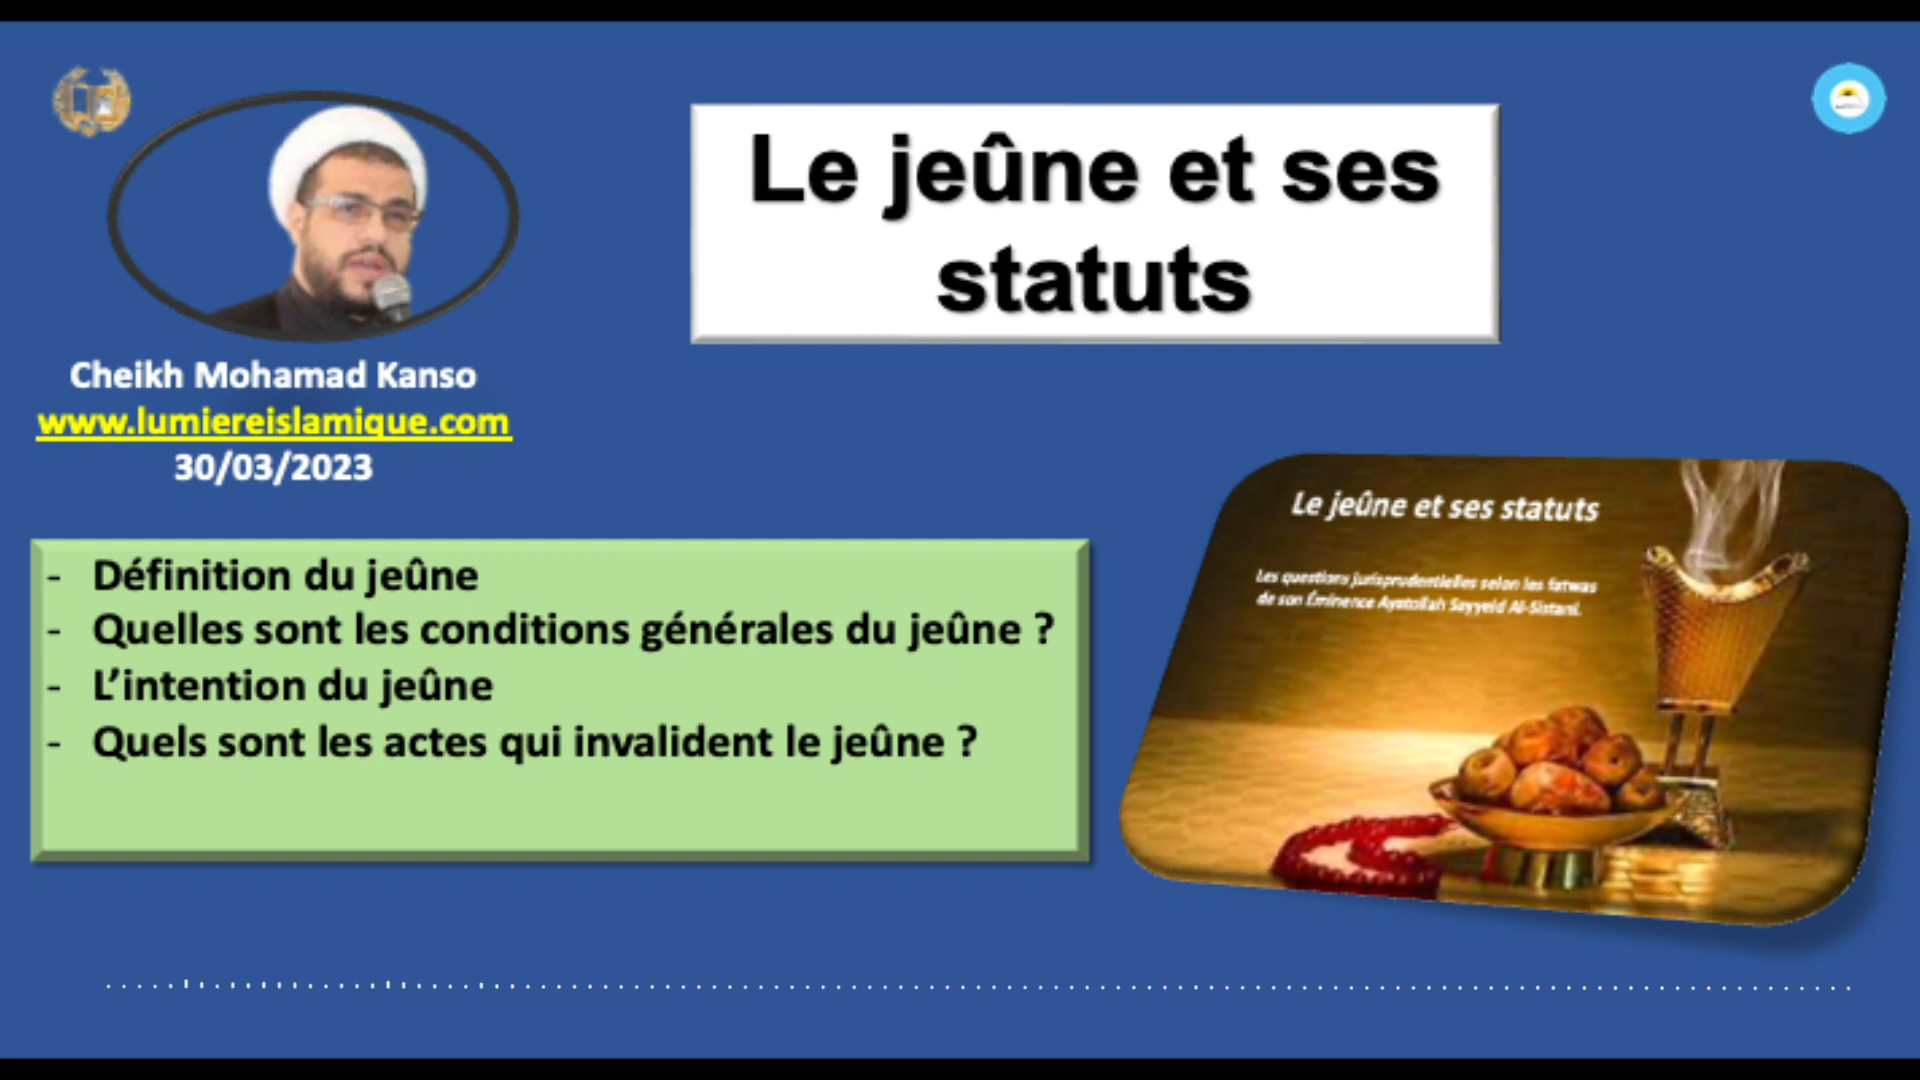 Le jeûne et ses
statuts
Cheikh Mohamad Kanso
www.lumiereislamique.com
30/03/2023
- Définition du jeûne
- Quelles sont les conditions générales du jeûne ?
- L’intention du jeûne
- Quels sont les actes qui invalident le jeûne ?
Le jeûne et ses statuts
Les questions jurisprudentielles selon les fatwas
de son Éminence Ayatollah Sayyeid Al-Sistani.